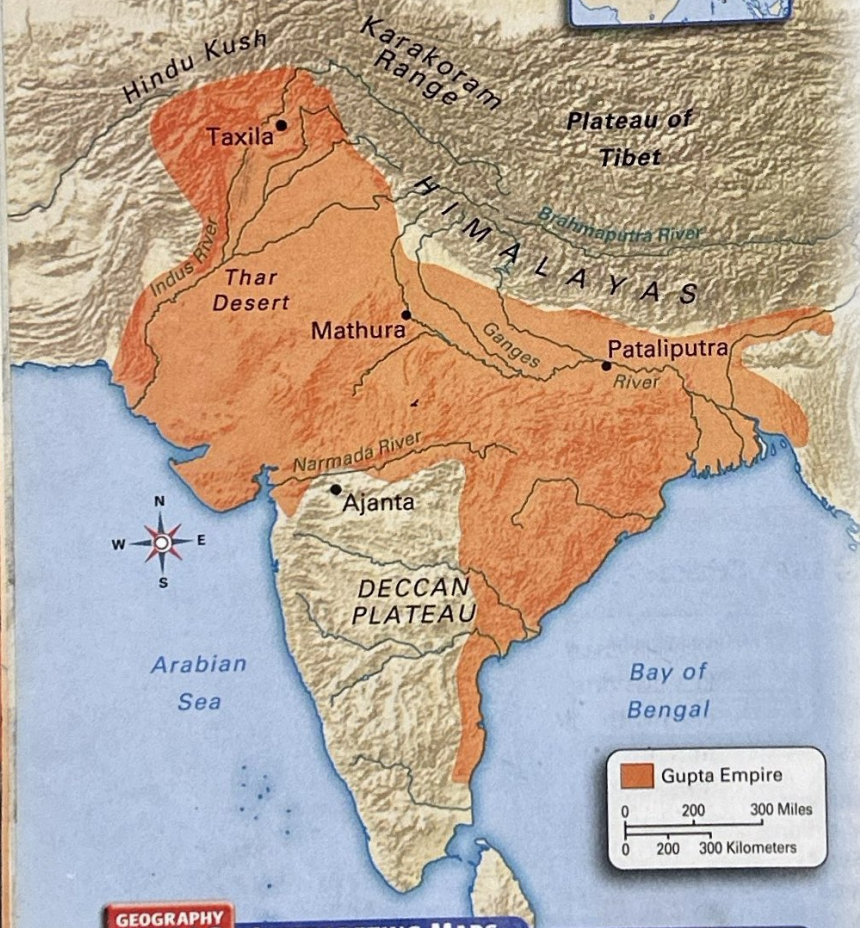 Hindu Kush
Karakoram
Range
Plateau of
Tibet
Taxila
HIMALAYAS
Brahmaputra River
Indus River
Thar
Desert
Mathura
Ganges
River
Pataliputra
Narmada River
Ajanta
N
W
E
S
DECCAN
PLATEAU
Arabian
Sea
Bay of
Bengal
Gupta Empire
0 200 300 Miles
0 200 300 Kilometers
GEOGRAPHY
MAPS